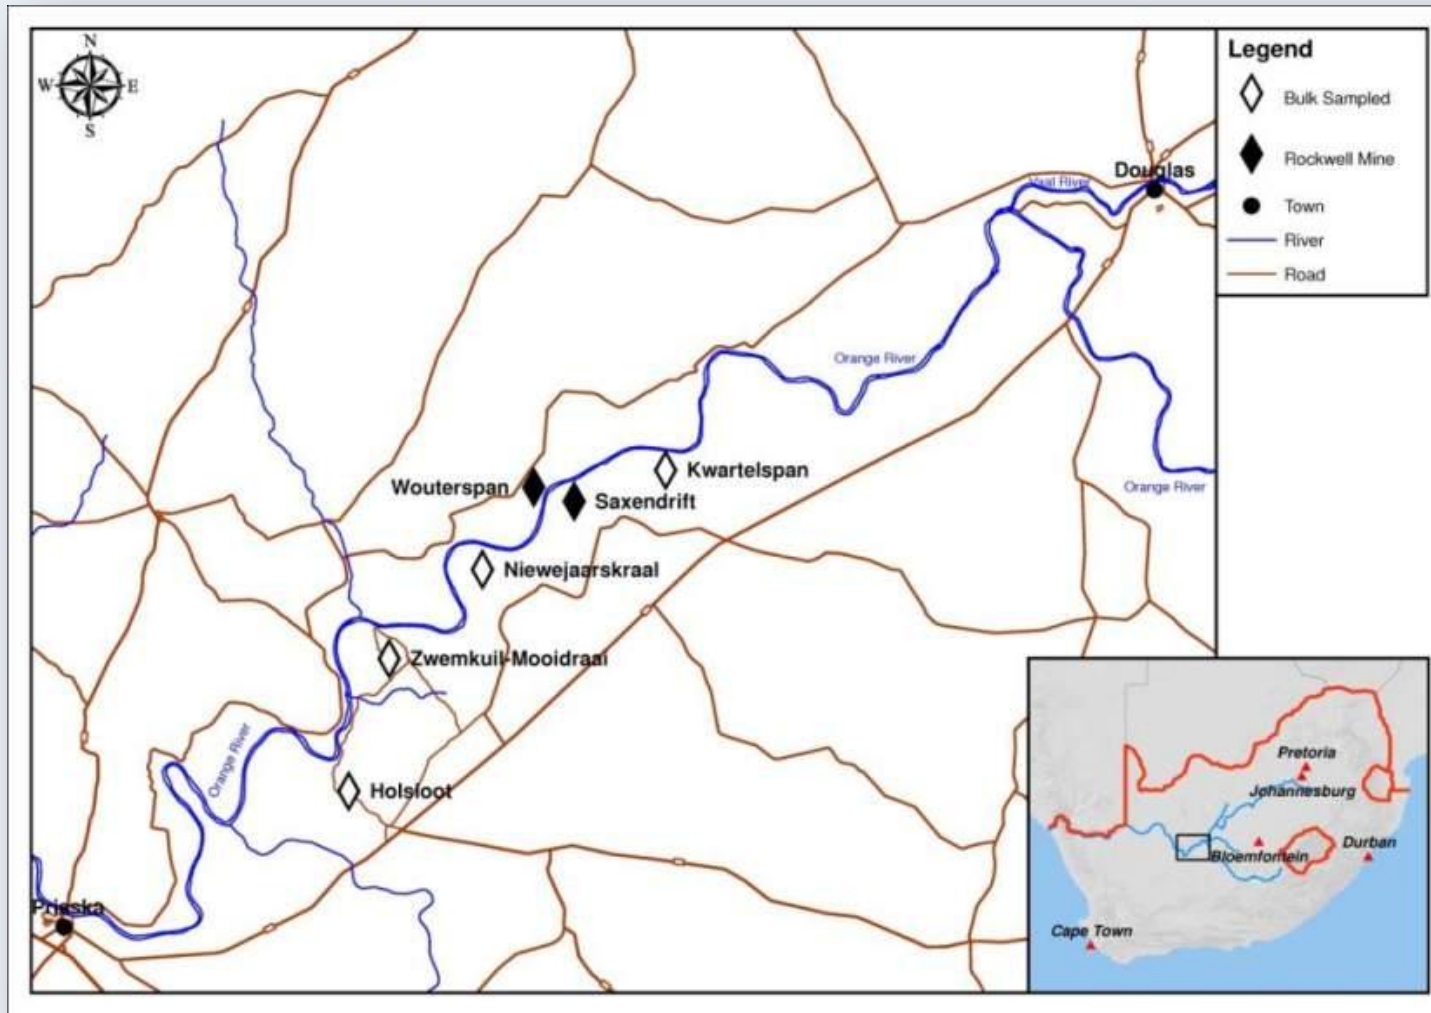 N
W E
S
Legend
Bulk Sampled
Rockwell Mine
Town
River
Road
Douglas
Vaal River
Orange River
Orange River
Kwartelspan
Wouterspan
Saxendrift
Niewejaarskraal
Zwemkuil-Mooidraai
Orange River
Holsloot
Prieska
Pretoria
Johannesburg
Bloemfontein
Durban
Cape Town